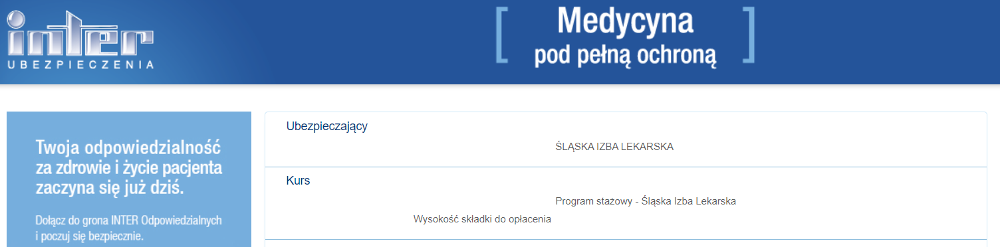 inter
UBEZPIECZENIA
[ Medycyna
pod pełną ochroną ]
Twoja odpowiedzialność
za zdrowie i życie pacjenta
zaczyna się już dziś.
Dołącz do grona INTER Odpowiedzialnych
i poczuj się bezpiecznie.
Ubezpieczający
ŚLĄSKA IZBA LEKARSKA
Kurs
Program stażowy - Śląska Izba Lekarska
Wysokość składki do opłacenia